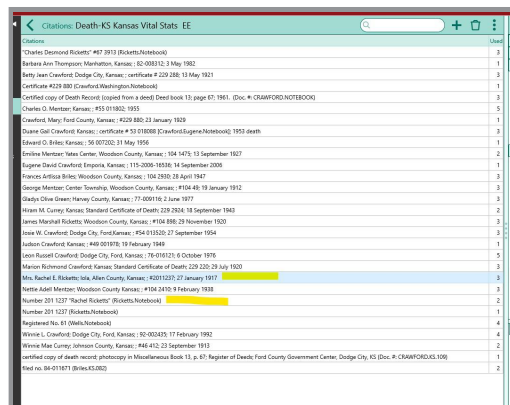 Citations: Death-KS Kansas Vital Stats EE
Citations Used
"Charles Desmond Ricketts" #67 3913 (Ricketts.Notebook) 3
Barbara Ann Thompson; Manhatton, Kansas; ; 82-008312; 3 May 1982 1
Betty Jean Crawford; Dodge City, Kansas; ; certificate # 229 288; 13 May 1921 3
Certificate #229 880 (Crawford.Washington.Notebook) 1
Certified copy of Death Record; (copied from a deed) Deed book 13; page 67; 1961. (Doc. #: CRAWFORD.NOTEBOOK) 3
Charles O. Mentzer; Kansas; ; #55 011802; 1955 5
Crawford, Mary; Ford County, Kansas; ; #229 880; 23 January 1929 1
Duane Gail Crawford; Kansas; ; certificate # 53 018088 [Crawford.Eugene.Notebook]; 1953 death 3
Edward O. Briles; Kansas; ; 56 007202; 31 May 1956 1
Emiline Mentzer; Yates Center, Woodson County, Kansas; ; 104 1475; 13 September 1927 2
Eugene David Crawford; Emporia, Kansas; ; 115-2006-16536; 14 September 2006 1
Frances Artlissa Briles; Woodson County, Kansas; ; 104 2930; 28 April 1947 3
George Mentzer; Center Township, Woodson County, Kansas; ; #104 49; 19 January 1912 3
Gladys Olive Green; Harvey County, Kansas; ; 77-009116; 2 June 1977 3
Hiram M. Currey; Kansas; Standard Certificate of Death; 229 2924; 18 September 1943 2
James Marshall Ricketts; Woodson County, Kansas; ; #104 898; 29 November 1920 3
Josie W. Crawford; Dodge City, Ford,Kansas; ; #54 013520; 27 September 1954 3
Judson Crawford; Kansas; ; #49 001978; 19 February 1949 1
Leon Russell Crawford; Dodge City, Ford, Kansas; ; 76-016121; 6 October 1976 5
Marion Richmond Crawford; Kansas; Standard Certificate of Death; 229 220; 29 July 1920 3
Mrs. Rachel E. Ricketts; Iola, Allen County, Kansas; ; #2011237; 27 January 1917 3
Nettie Adell Mentzer; Woodson County, Kansas; ; #104 2410; 9 February 1938 3
Number 201 1237 "Rachel Ricketts" (Ricketts.Notebook) 2
Number 201 1237 (Ricketts.Notebook) 1
Registered No. 61 (Wells.Notebook) 4
Winnie L. Crawford; Dodge City, Ford, Kansas; ; 92-002435; 17 February 1992 4
Winnie Mae Currey; Johnson County, Kansas; ; #46 412; 23 September 1913 2
certified copy of death record; photocopy in Miscellaneous Book 13, p. 67; Register of Deeds; Ford County Government Center, Dodge City, KS (Doc. #: CRAWFORD.KS.109) 1
filed no. 84-011671 (Briles.KS.082) 2